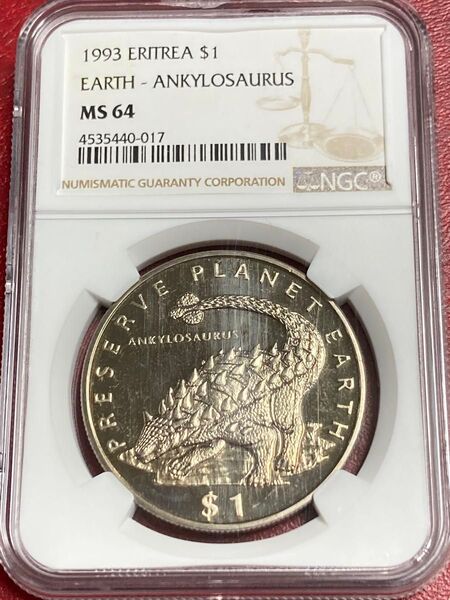 1993 ERITREA $1
EARTH - ANKYLOSAURUS
MS 64
4535440-017
NUMISMATIC GUARANTY CORPORATION
NGC®
PRESERVE PLANET EARTH
ANKYLOSAURUS
$1